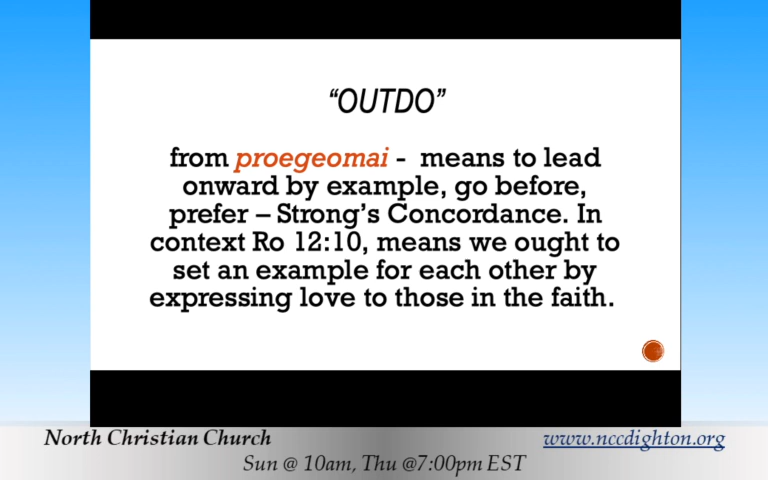 “OUTDO”
from proegeomai - means to lead
onward by example, go before,
prefer – Strong’s Concordance. In
context Ro 12:10, means we ought to
set an example for each other by
expressing love to those in the faith.
North Christian Church
www.nccdighton.org
Sun @ 10am, Thu @7:00pm EST